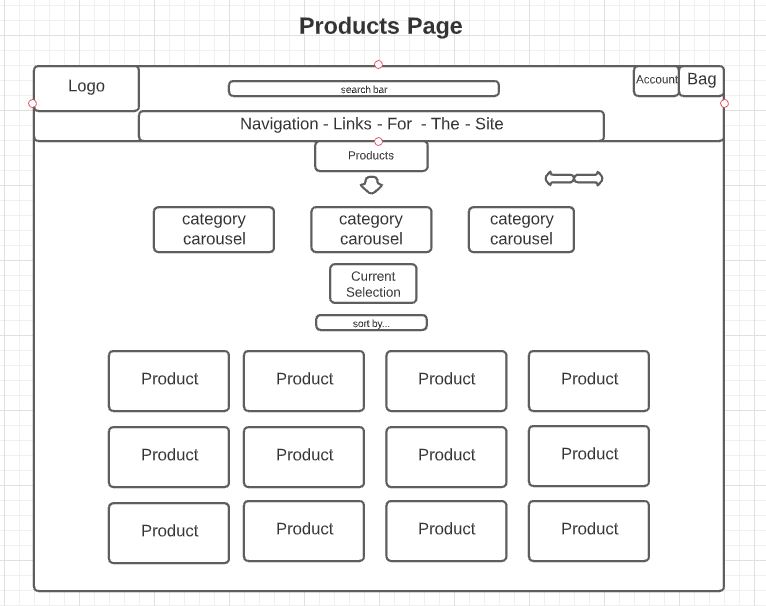 Products Page
Logo
search bar
Account
Bag
Navigation - Links - For - The - Site
Products
category
carousel
category
carousel
category
carousel
Current
Selection
sort by...
Product
Product
Product
Product
Product
Product
Product
Product
Product
Product
Product
Product